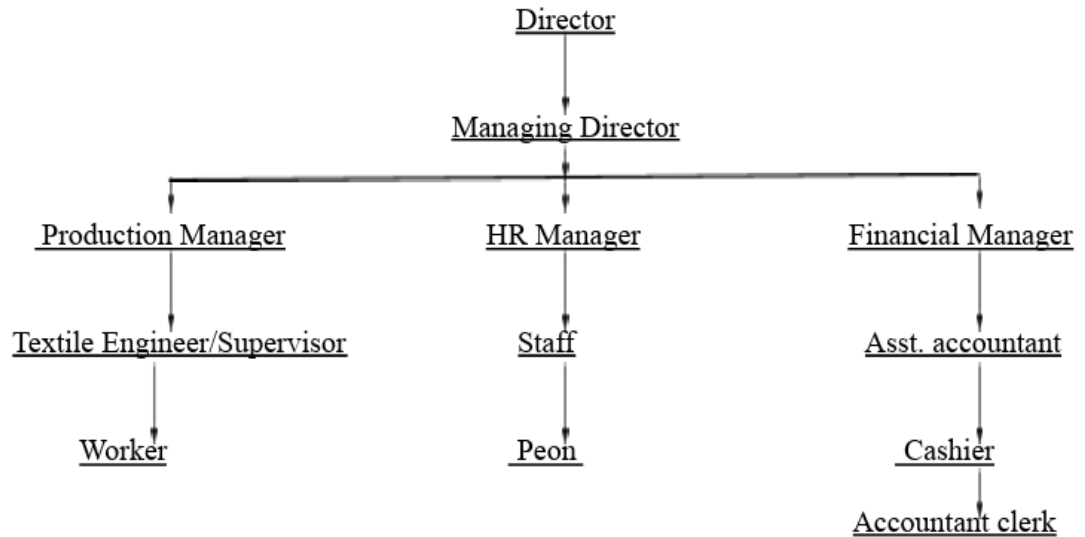 Director
Managing Director
Production Manager HR Manager Financial Manager
Textile Engineer/Supervisor Staff Asst. accountant
Worker Peon Cashier
Accountant clerk